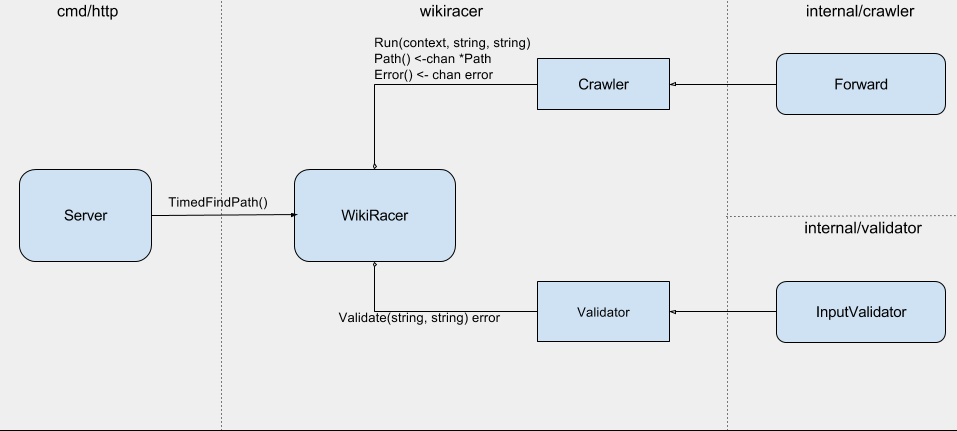 cmd/http
wikiracer
internal/crawler
Run(context, string, string)
Path() <-chan *Path
Error() <- chan error
Crawler
Forward
TimedFindPath()
Server
WikiRacer
internal/validator
Validate(string, string) error
Validator
InputValidator